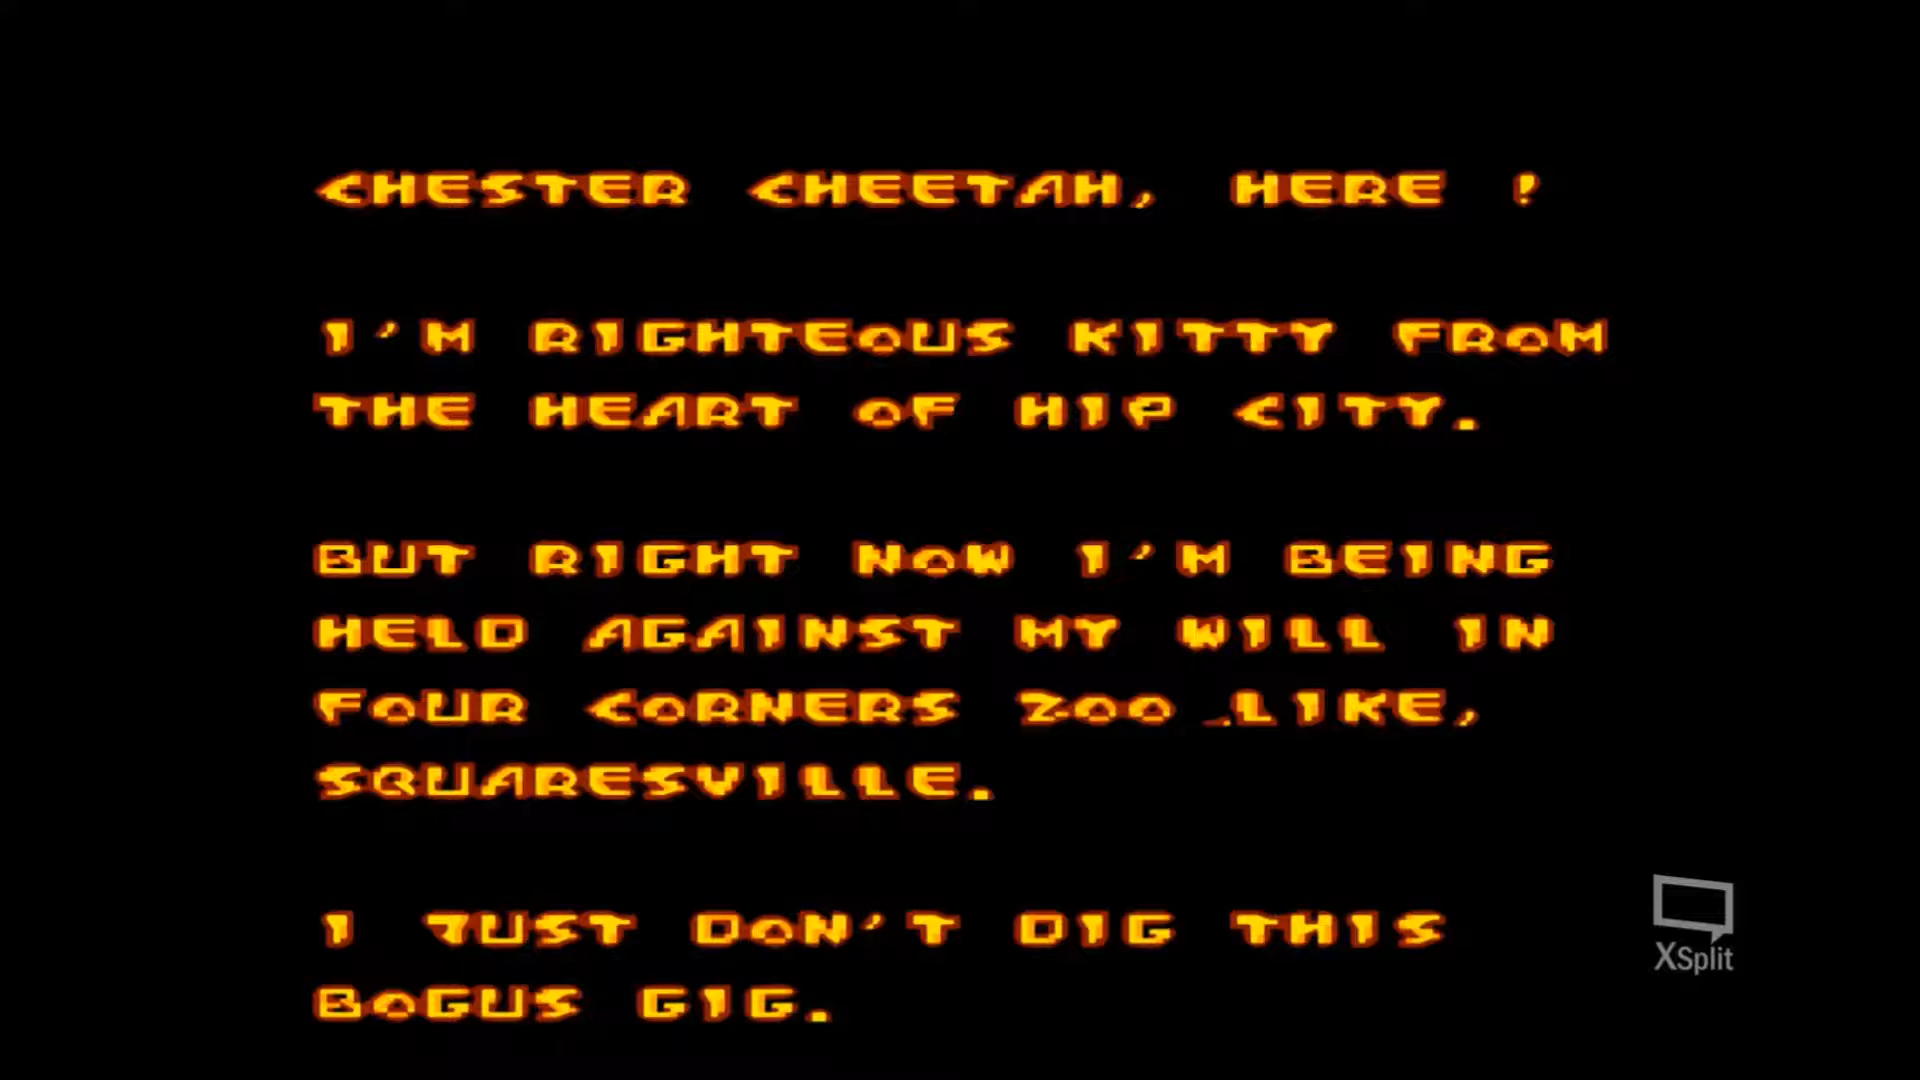 CHESTER CHEETAH, HERE !
I'M RIGHTEOUS KITTY FROM
THE HEART OF HIP CITY.
BUT RIGHT NOW I'M BEING
HELD AGAINST MY WILL IN
FOUR CORNERS ZOO .LIKE,
SQUARESVILLE.
I JUST DON'T DIG THIS
BOGUS GIG.
XSplit